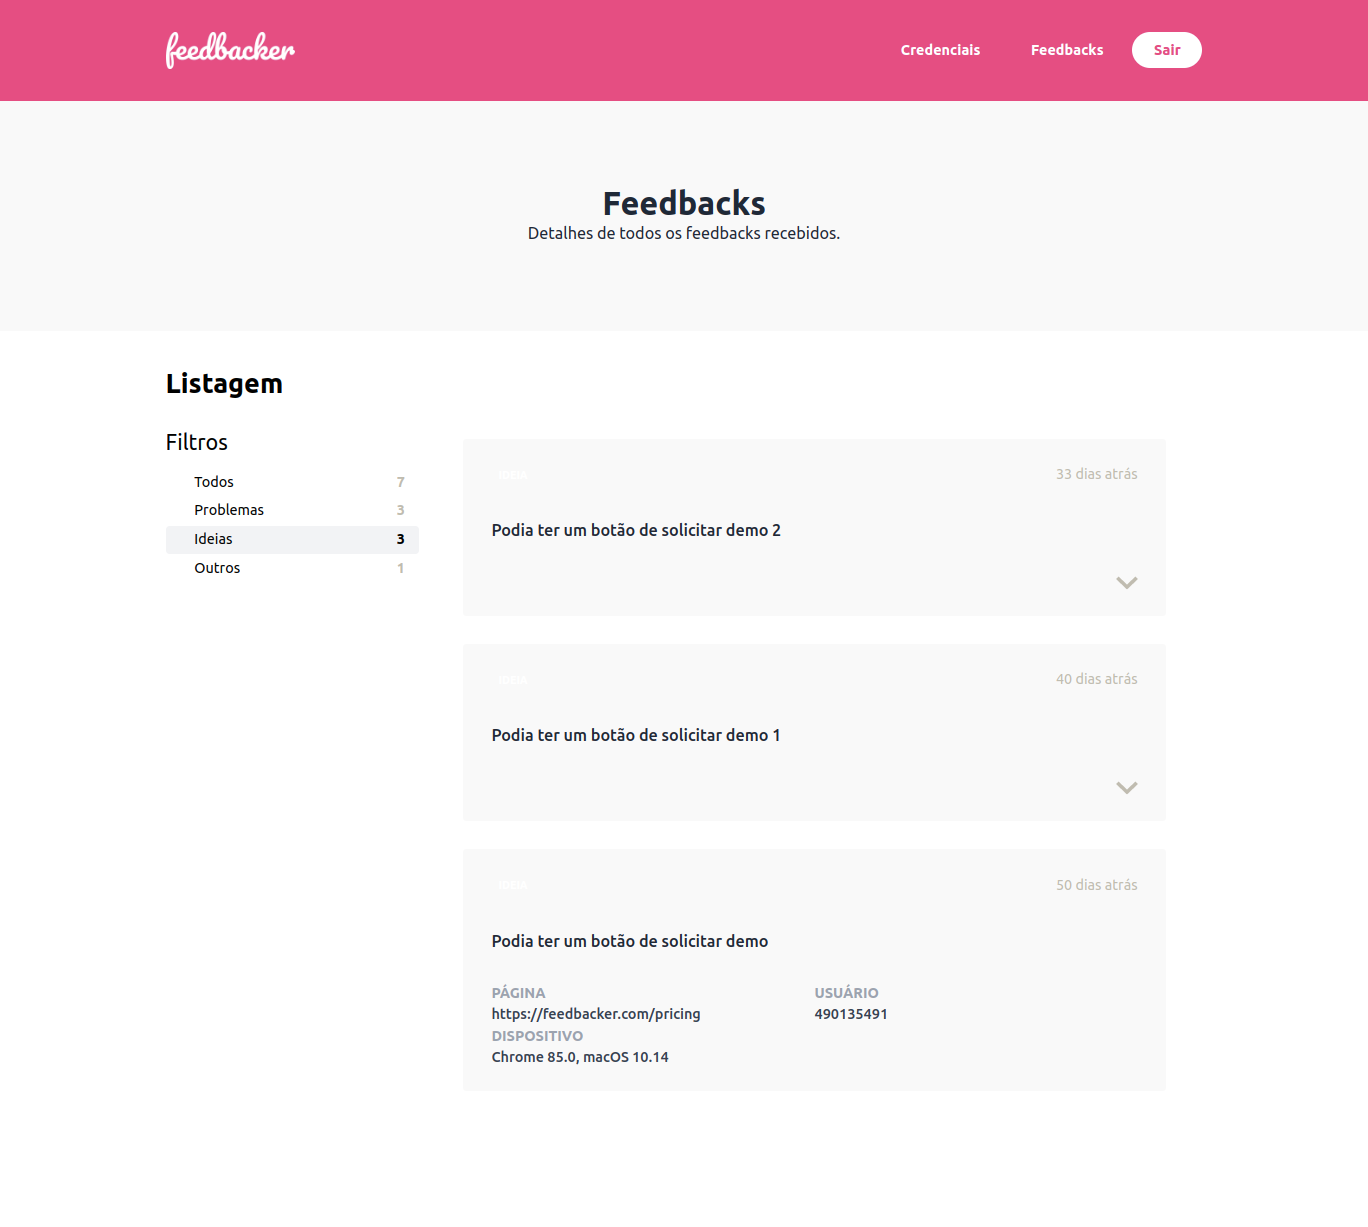 feedbacker
Credenciais
Feedbacks
Sair
Feedbacks
Detalhes de todos os feedbacks recebidos.
Listagem
Filtros
Todos 7
Problemas 3
Ideias 3
Outros 1
IDEIA
33 dias atrás
Podia ter um botão de solicitar demo 2
IDEIA
40 dias atrás
Podia ter um botão de solicitar demo 1
IDEIA
50 dias atrás
Podia ter um botão de solicitar demo
PÁGINA
https://feedbacker.com/pricing
USUÁRIO
490135491
DISPOSITIVO
Chrome 85.0, macOS 10.14